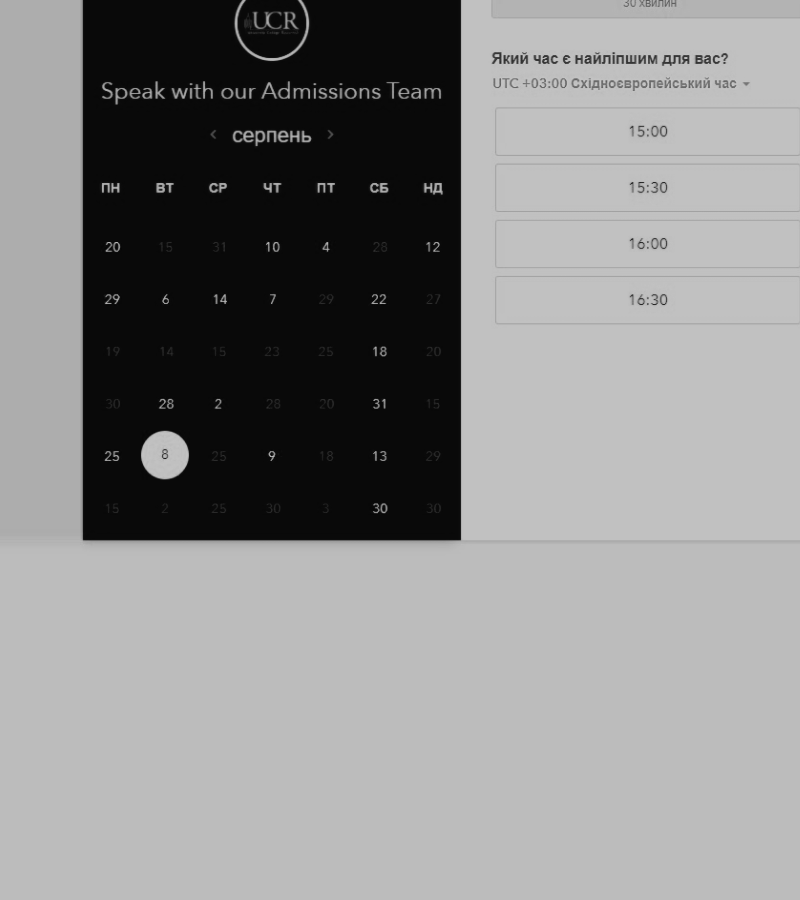 UCR
Speak with our Admissions Team
серпень
ПН ВТ СР ЧТ ПТ СБ НД
20 15 31 10 4 28 12
29 6 14 7 29 22 27
19 14 15 23 25 18 20
30 28 2 28 20 31 15
25 8 25 9 18 13 29
15 2 25 30 3 30 30
30 хвилин
Який час є найліпшим для вас?
UTC +03:00 Східноєвропейський час
15:00
15:30
16:00
16:30